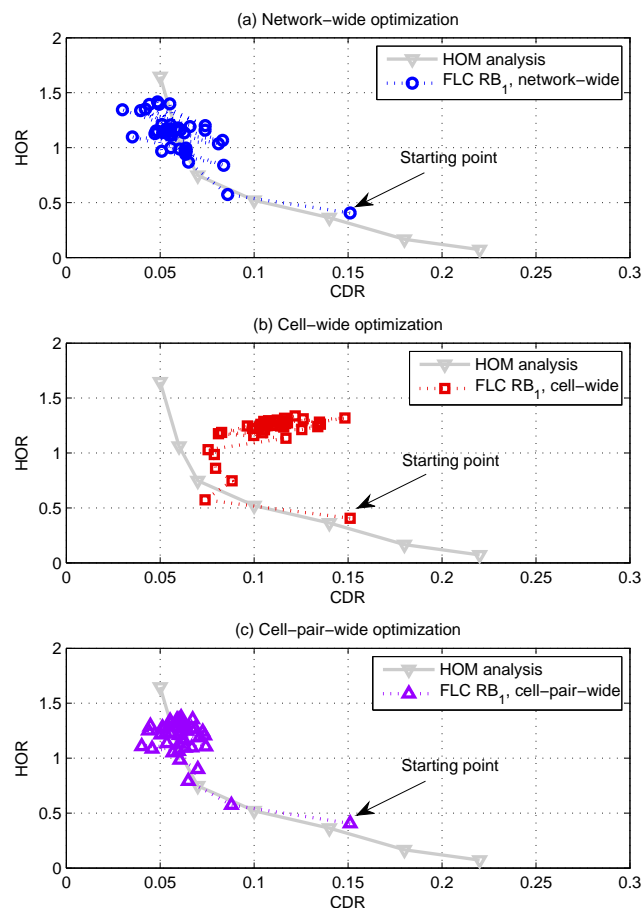 (a) Network−wide optimization
HOM analysis
FLC RB1, network−wide
Starting point
HOR
2
1.5
1
0.5
0
0 0.05 0.1 0.15 0.2 0.25 0.3
CDR
(b) Cell−wide optimization
HOM analysis
FLC RB1, cell−wide
Starting point
HOR
2
1.5
1
0.5
0
0 0.05 0.1 0.15 0.2 0.25 0.3
CDR
(c) Cell−pair−wide optimization
HOM analysis
FLC RB1, cell−pair−wide
Starting point
HOR
2
1.5
1
0.5
0
0 0.05 0.1 0.15 0.2 0.25 0.3
CDR